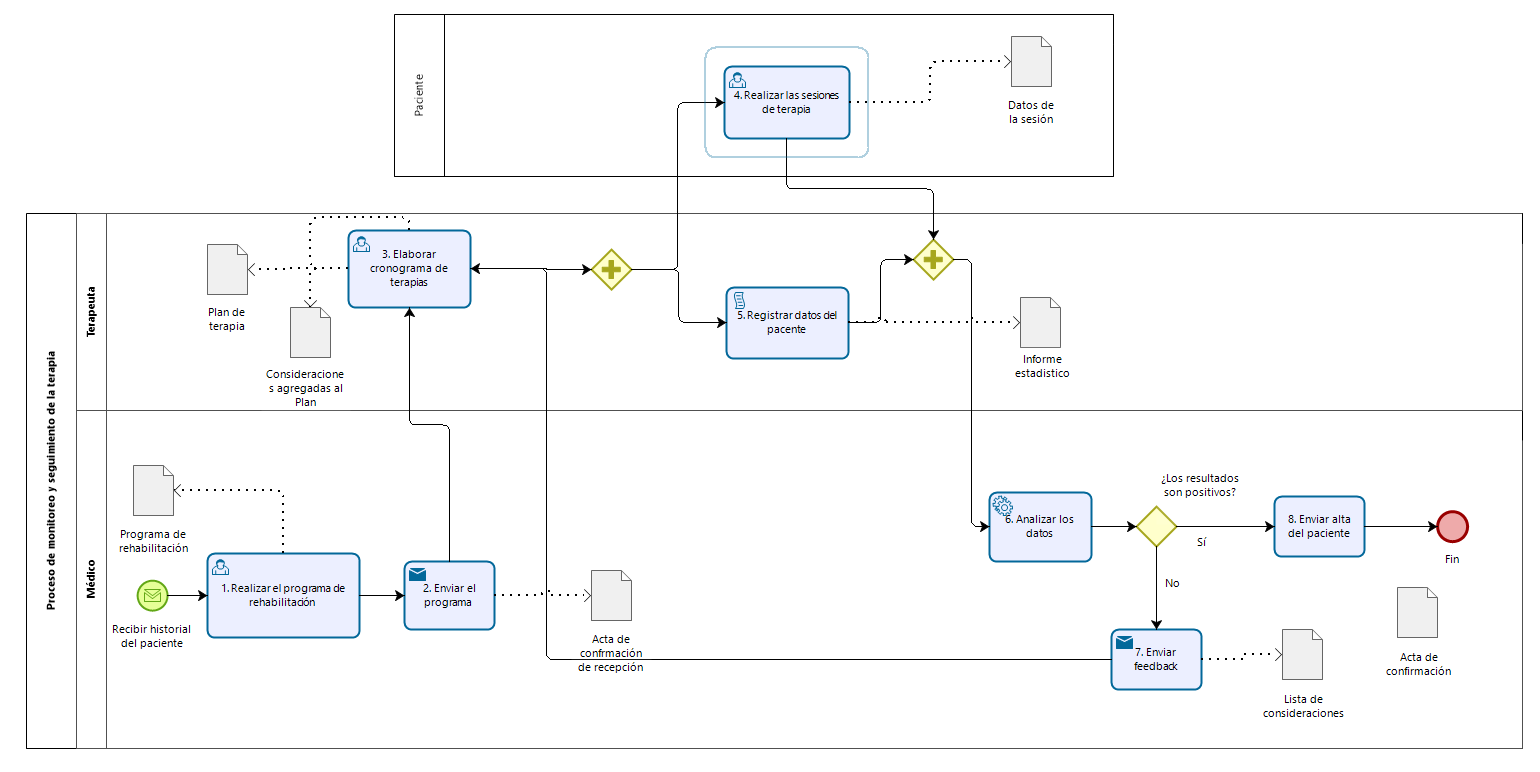 Paciente
4. Realizar las sesiones
de terapia
Datos de
la sesión
Proceso de monitoreo y seguimiento de la terapia
Terapeuta
3. Elaborar
cronograma de
terapias
Plan de
terapia
Consideracione
s agregadas al
Plan
5. Registrar datos del
pacente
Informe
estadistico
Médico
Programa de
rehabilitación
Recibir historial
del paciente
1. Realizar el programa de
rehabilitación
2. Enviar el
programa
Acta de
confrmación
de recepción
6. Analizar los
datos
¿Los resultados
son positivos?
Sí
No
8. Enviar alta
del paciente
Fin
7. Enviar
feedback
Lista de
consideraciones
Acta de
confirmación